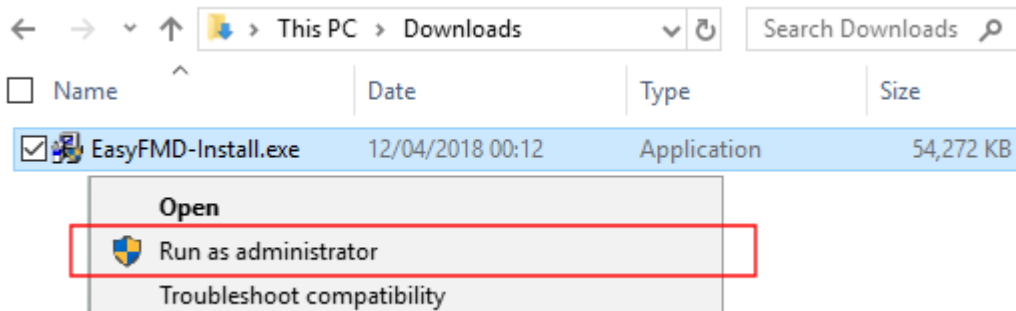 This PC > Downloads Search Downloads
Name Date Type Size
EasyFMD-Install.exe 12/04/2018 00:12 Application 54,272 KB
Open
Run as administrator
Troubleshoot compatibility